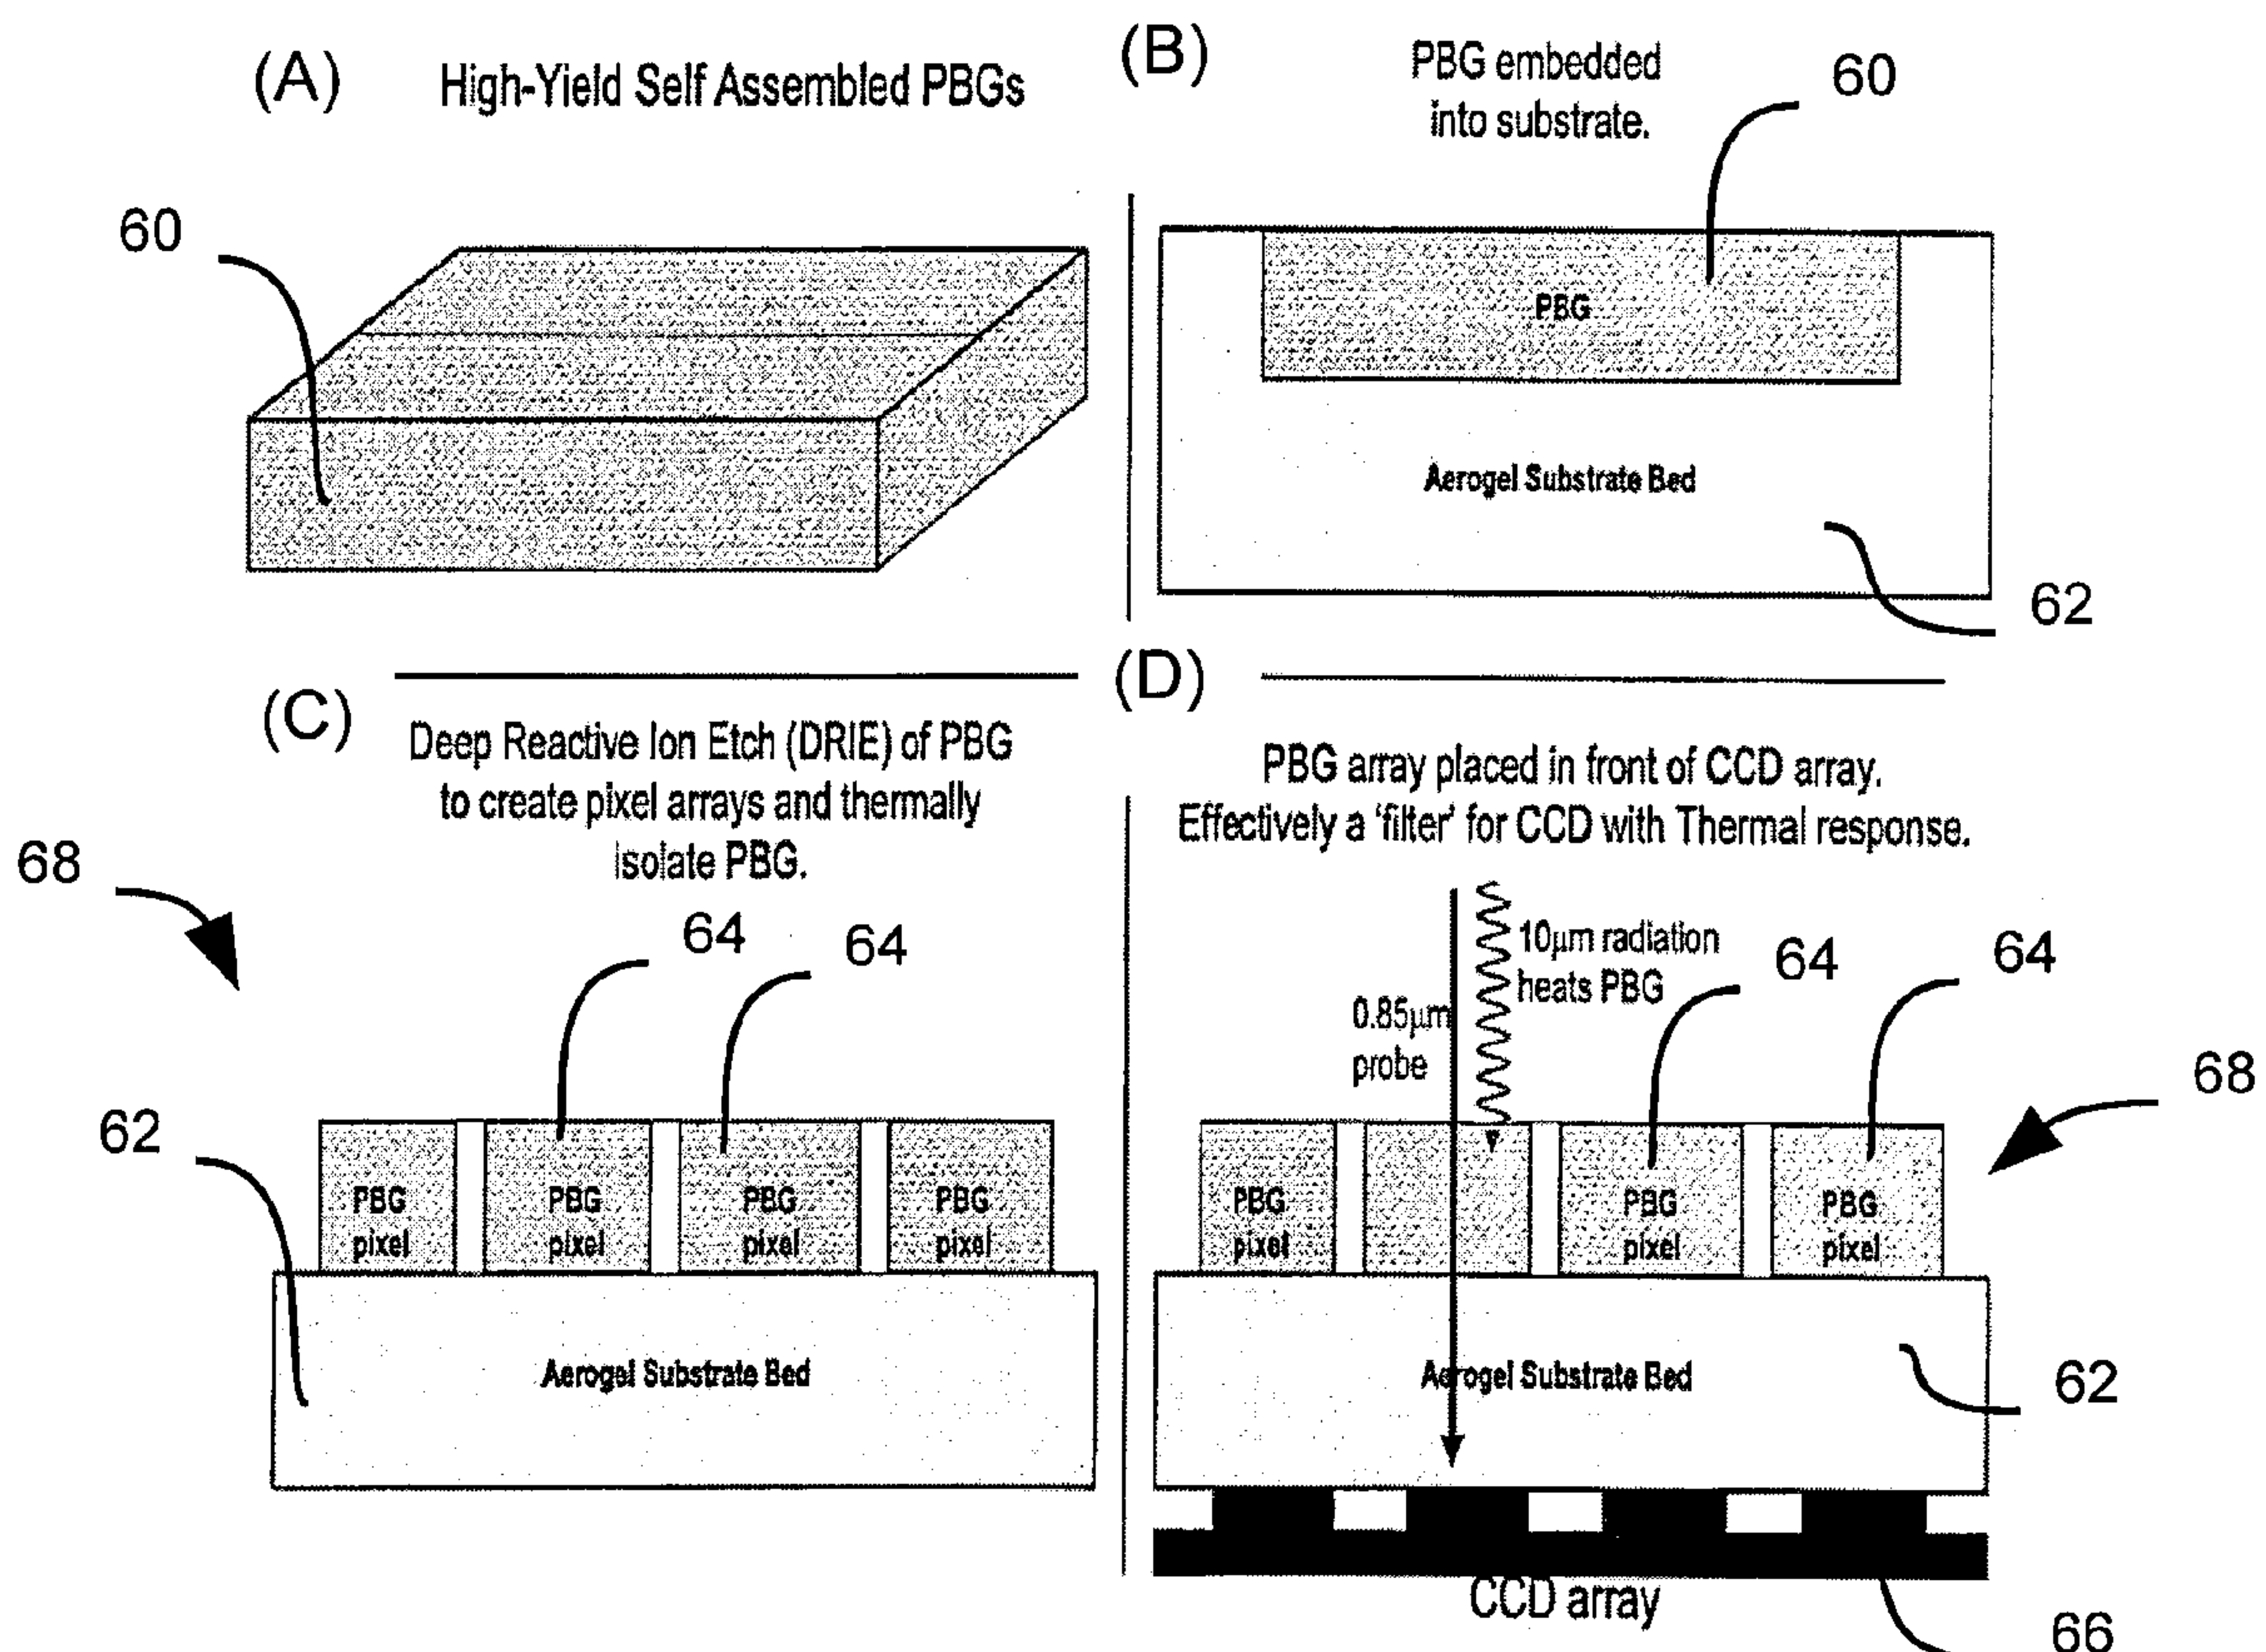 (A)
High-Yield Self Assembled PBGs
60
(B)
PBG embedded
into substrate.
60
PBG
Aerogel Substrate Bed
62
(C)
Deep Reactive Ion Etch (DRIE) of PBG
to create pixel arrays and thermally
isolate PBG.
68
64
64
62
PBG
pixel
PBG
pixel
PBG
pixel
PBG
pixel
Aerogel Substrate Bed
(D)
PBG array placed in front of CCD array.
Effectively a 'filter' for CCD with Thermal response.
10μm radiation
heats PBG
0.85μm
probe
64
64
68
PBG
pixel
PBG
pixel
PBG
pixel
Aerogel Substrate Bed
62
CCD array
66